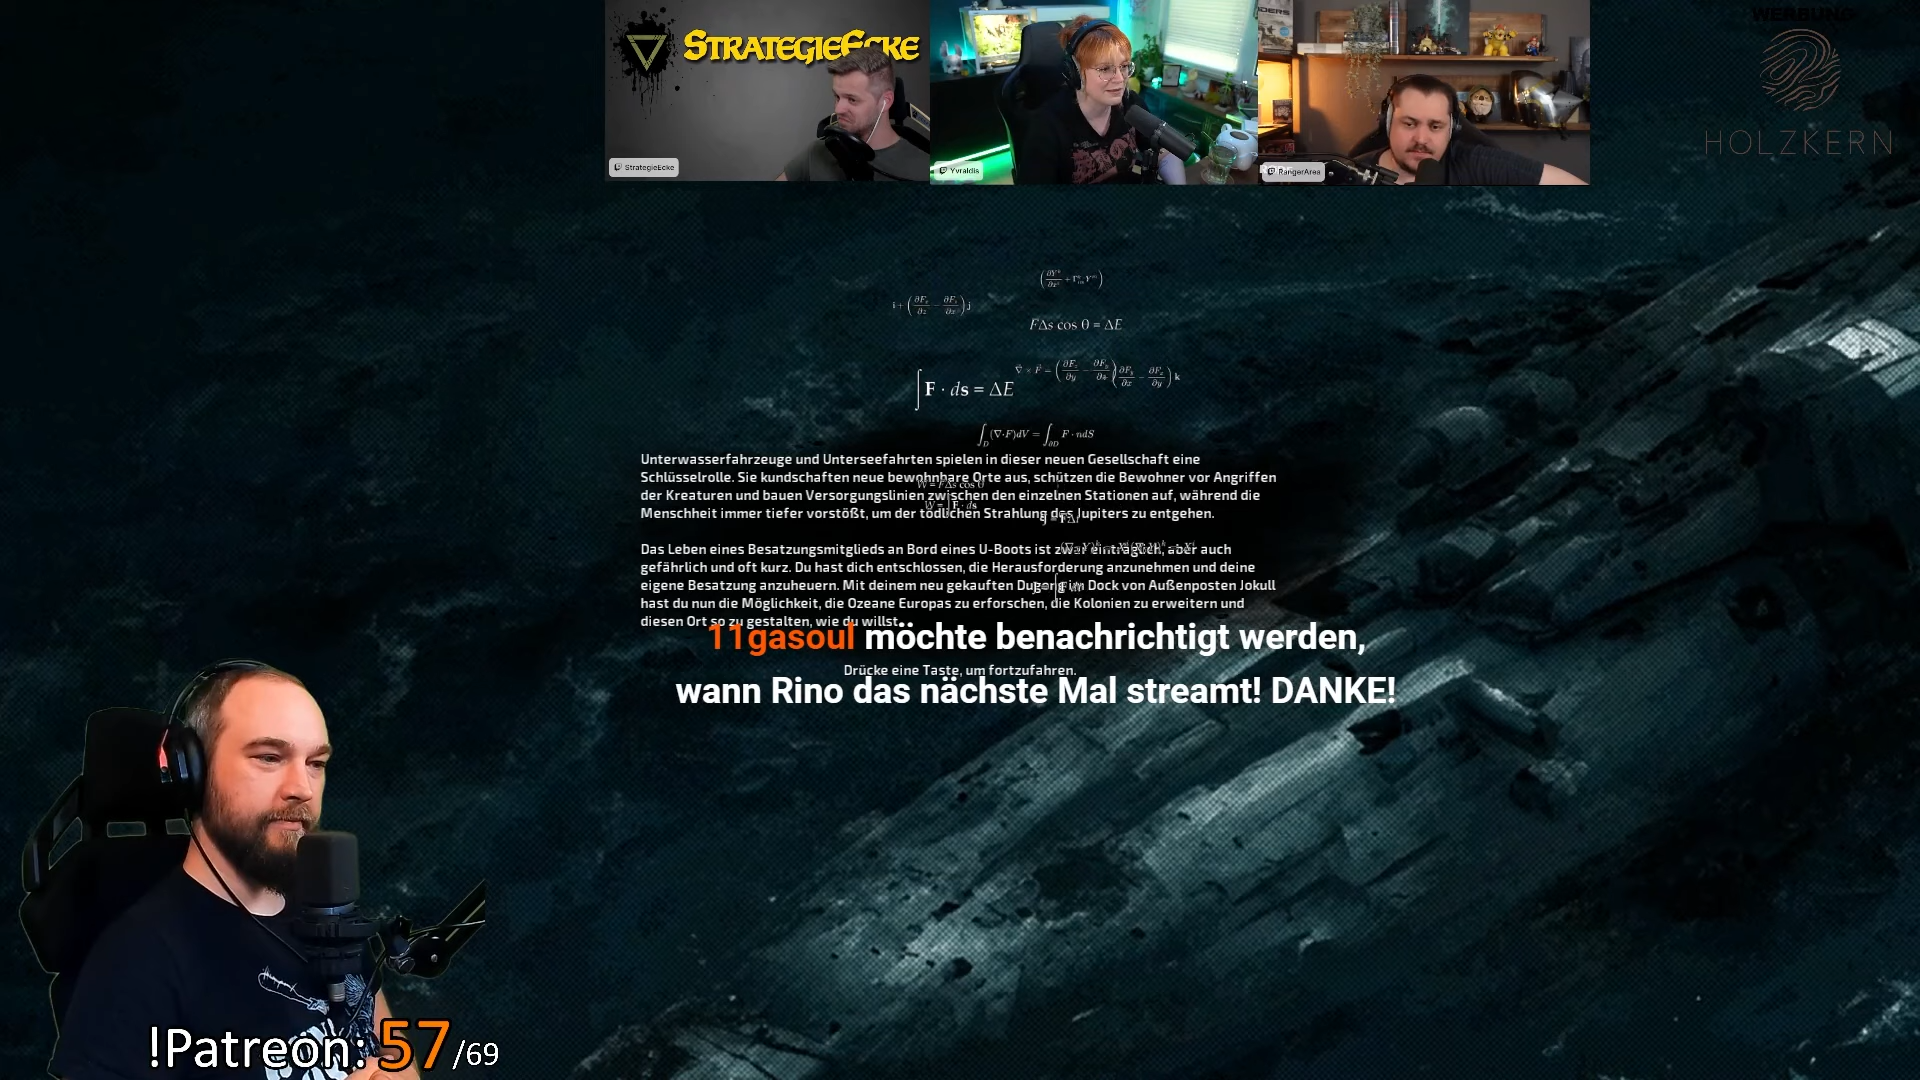 WERBUNG
STRATEGIEECKE
HOLZKERN
StrategieEcke
Yvraldis
RangerArea
FΔs cos θ = ΔE
∫ F · ds = ΔE
Unterwasserfahrzeuge und Unterseefahrten spielen in dieser neuen Gesellschaft eine
Schlüsselrolle. Sie kundschaften neue bewohnbare Orte aus, schützen die Bewohner vor Angriffen
der Kreaturen und bauen Versorgungslinien zwischen den einzelnen Stationen auf, während die
Menschheit immer tiefer vorstößt, um der tödlichen Strahlung des Jupiters zu entgehen.
Das Leben eines Besatzungsmitglieds an Bord eines U-Boots ist zwar einträglich, aber auch
gefährlich und oft kurz. Du hast dich entschlossen, die Herausforderung anzunehmen und deine
eigene Besatzung anzuheuern. Mit deinem neu gekauften Dugong im Dock von Außenposten Jokull
hast du nun die Möglichkeit, die Ozeane Europas zu erforschen, die Kolonien zu erweitern und
diesen Ort so zu gestalten, wie du willst.
11gasoul möchte benachrichtigt werden,
Drücke eine Taste, um fortzufahren.
wann Rino das nächste Mal streamt! DANKE!
!Patreon: 57/69